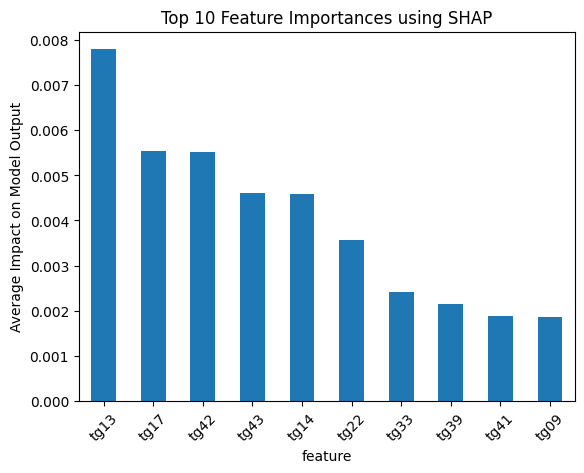 Top 10 Feature Importances using SHAP
Average Impact on Model Output
0.008
0.007
0.006
0.005
0.004
0.003
0.002
0.001
0.000
tg13
tg17
tg42
tg43
tg14
tg22
tg33
tg39
tg41
tg09
feature